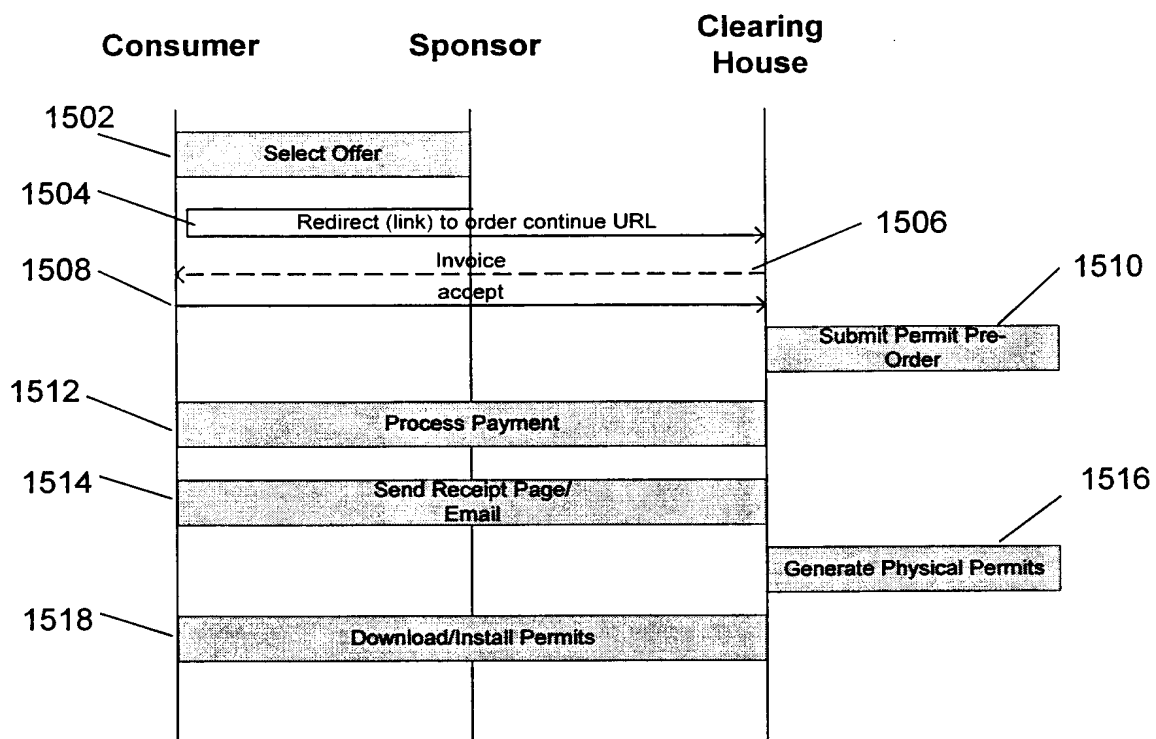 Consumer
Sponsor
Clearing
House
1502
Select Offer
1504
Redirect (link) to order continue URL
1506
Invoice
1508
accept
1510
Submit Permit Pre-
Order
1512
Process Payment
1514
Send Receipt Page/
Email
1516
Generate Physical Permits
1518
Download/Install Permits